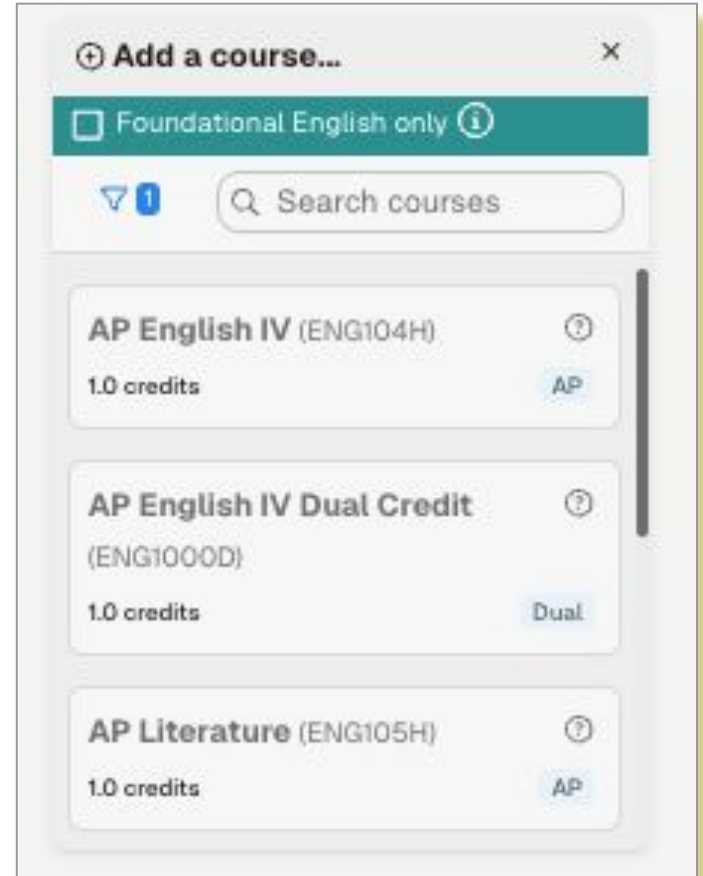 Add a course...
Foundational English only
1
Search courses
AP English IV (ENG104H)
1.0 credits
AP
AP English IV Dual Credit
(ENG1000D)
1.0 credits
Dual
AP Literature (ENG105H)
1.0 credits
AP